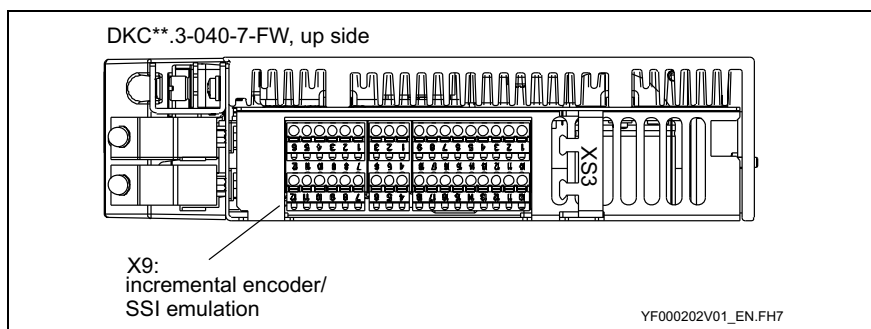 DKC**.3-040-7-FW, up side
XS3
X9:
incremental encoder/
SSI emulation
YF000202V01_EN.FH7